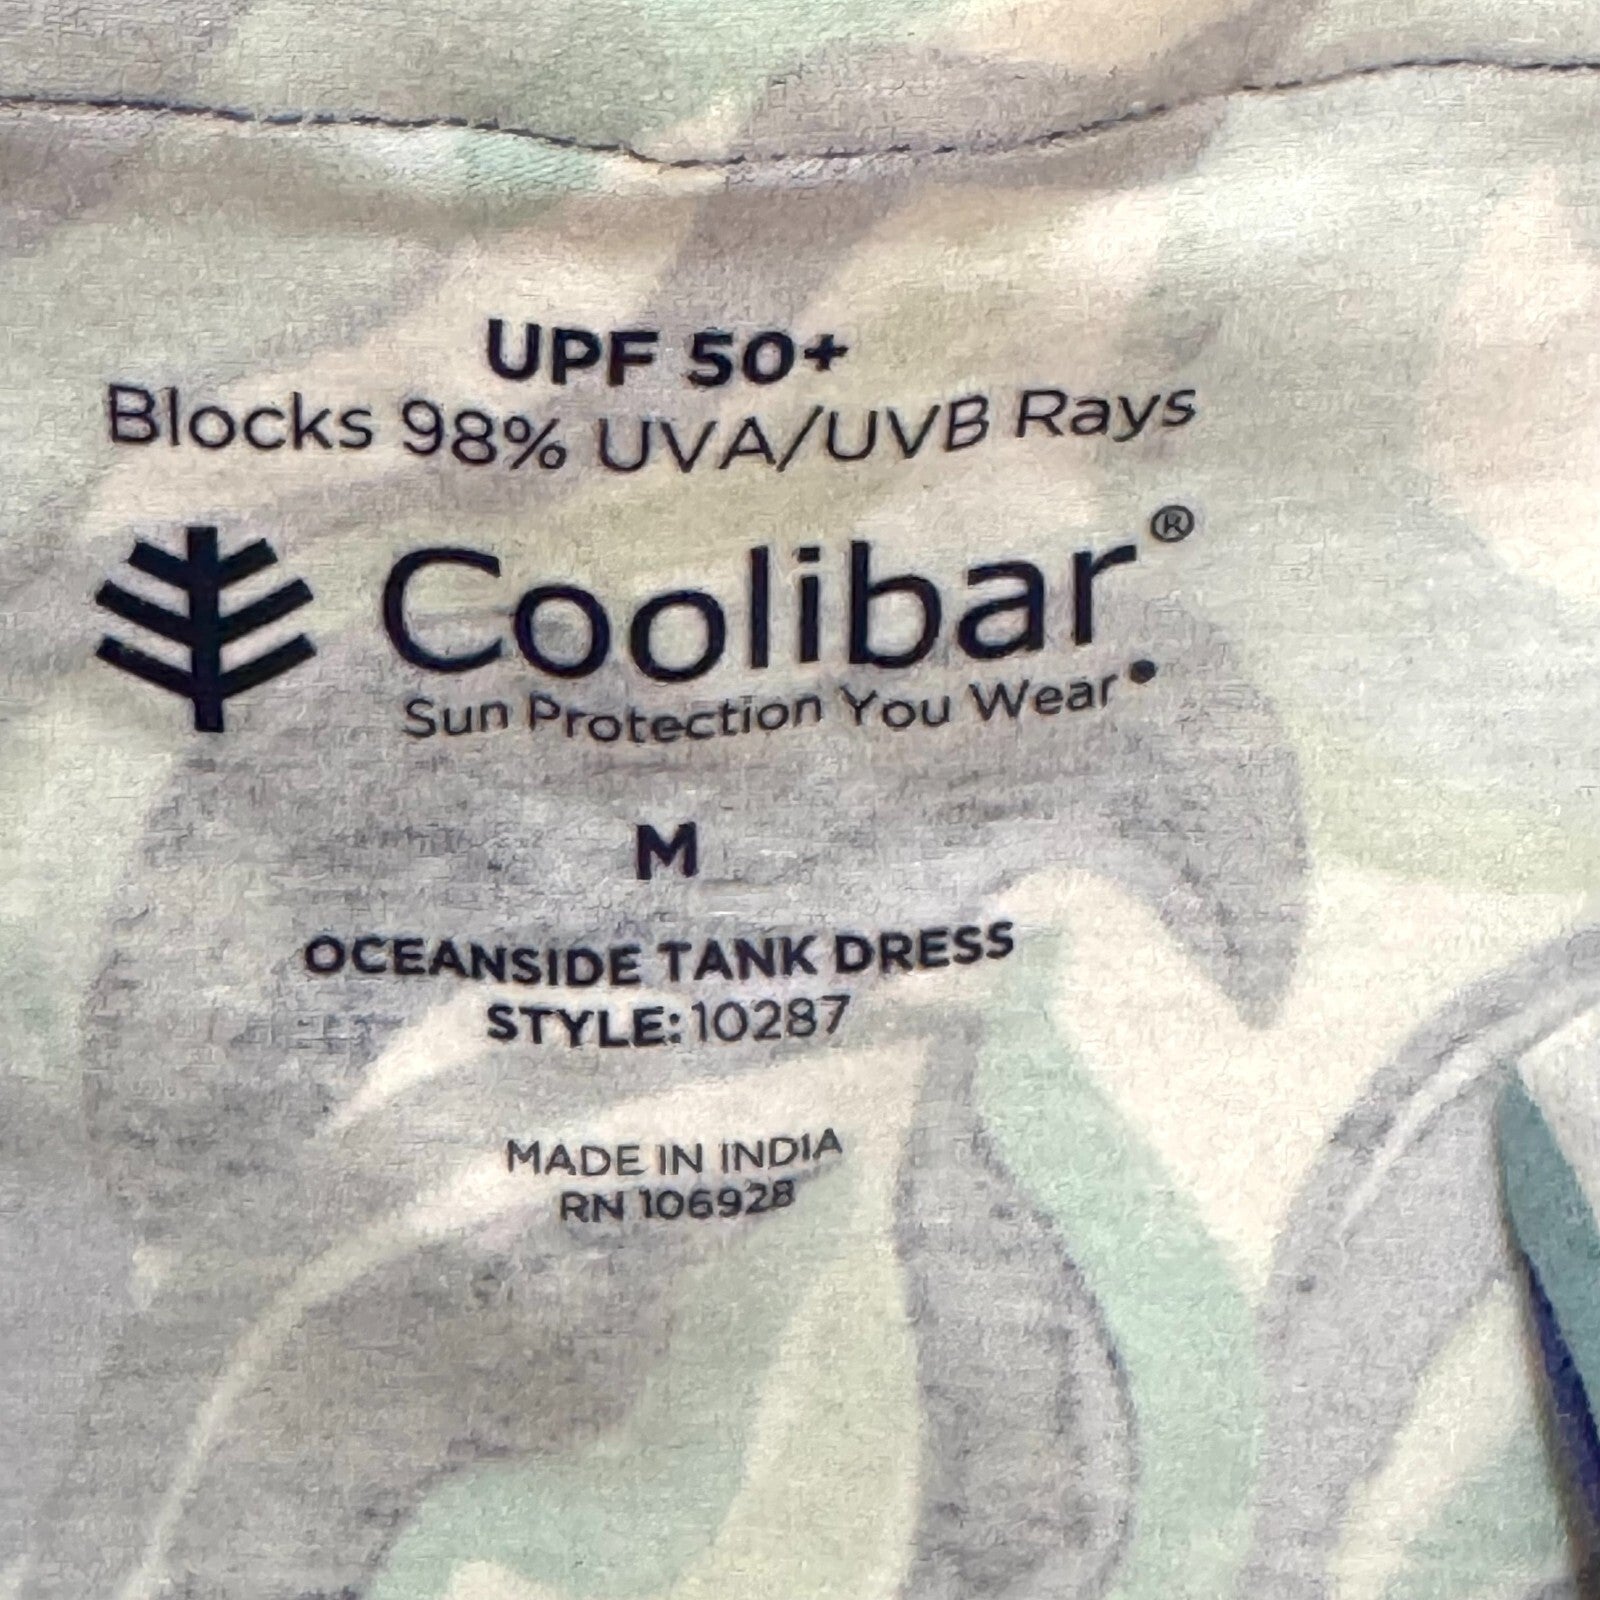 UPF 50+
Blocks 98% UVA/UVB Rays
Coolibar®
Sun Protection You Wear•
M
OCEANSIDE TANK DRESS
STYLE: 10287
MADE IN INDIA
RN 106928